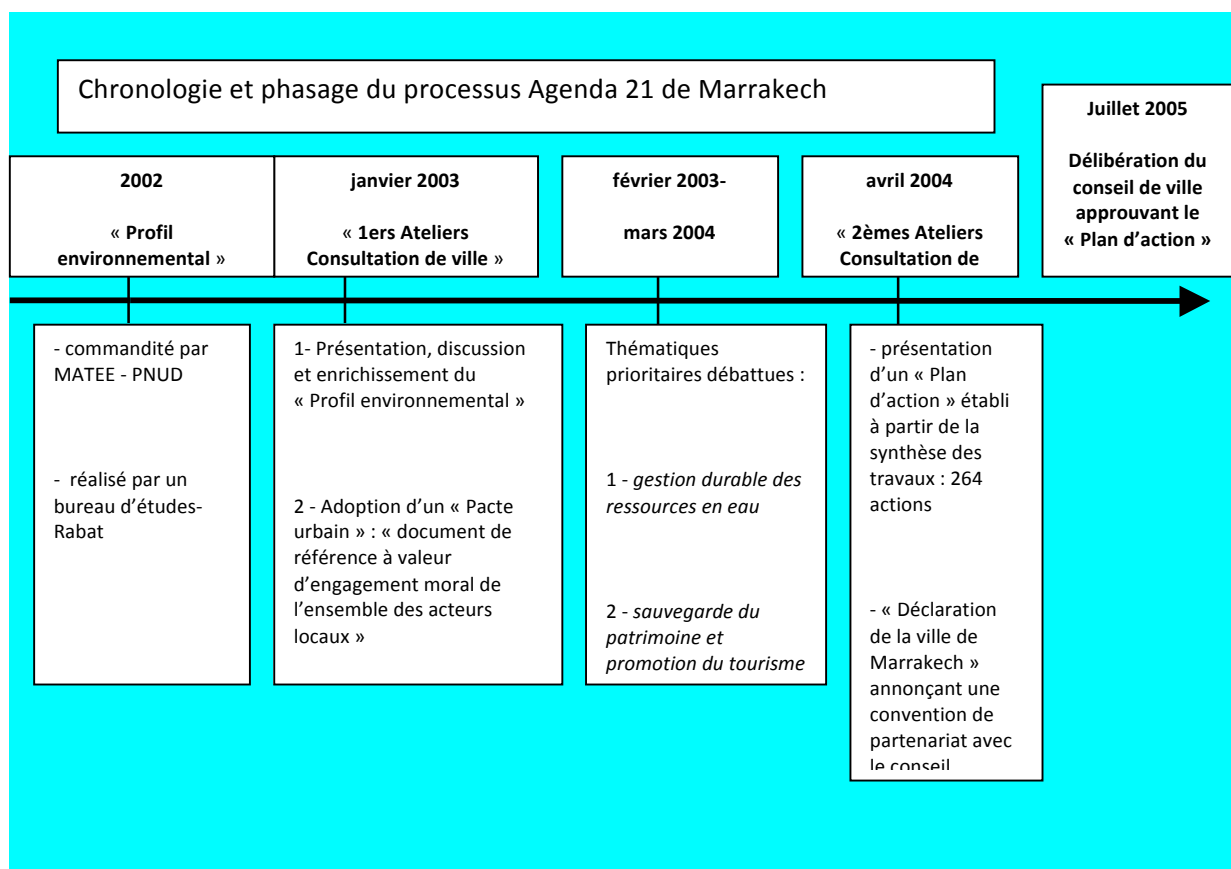 Chronologie et phasage du processus Agenda 21 de Marrakech
2002
« Profil
environnemental »
janvier 2003
« 1ers Ateliers
Consultation de ville »
février 2003-
mars 2004
avril 2004
« 2èmes Ateliers
Consultation de
Juillet 2005
Délibération du
conseil de ville
approuvant le
« Plan d’action »
- commandité par
MATEE - PNUD
- réalisé par un
bureau d’études-
Rabat
1- Présentation, discussion
et enrichissement du
« Profil environnemental »
2 - Adoption d’un « Pacte
urbain » : « document de
référence à valeur
d’engagement moral de
l’ensemble des acteurs
locaux »
Thématiques
prioritaires débattues :
1 - gestion durable des
ressources en eau
2 - sauvegarde du
patrimoine et
promotion du tourisme
- présentation
d’un « Plan
d’action » établi
à partir de la
synthèse des
travaux : 264
actions
- « Déclaration
de la ville de
Marrakech »
annonçant une
convention de
partenariat avec
le conseil